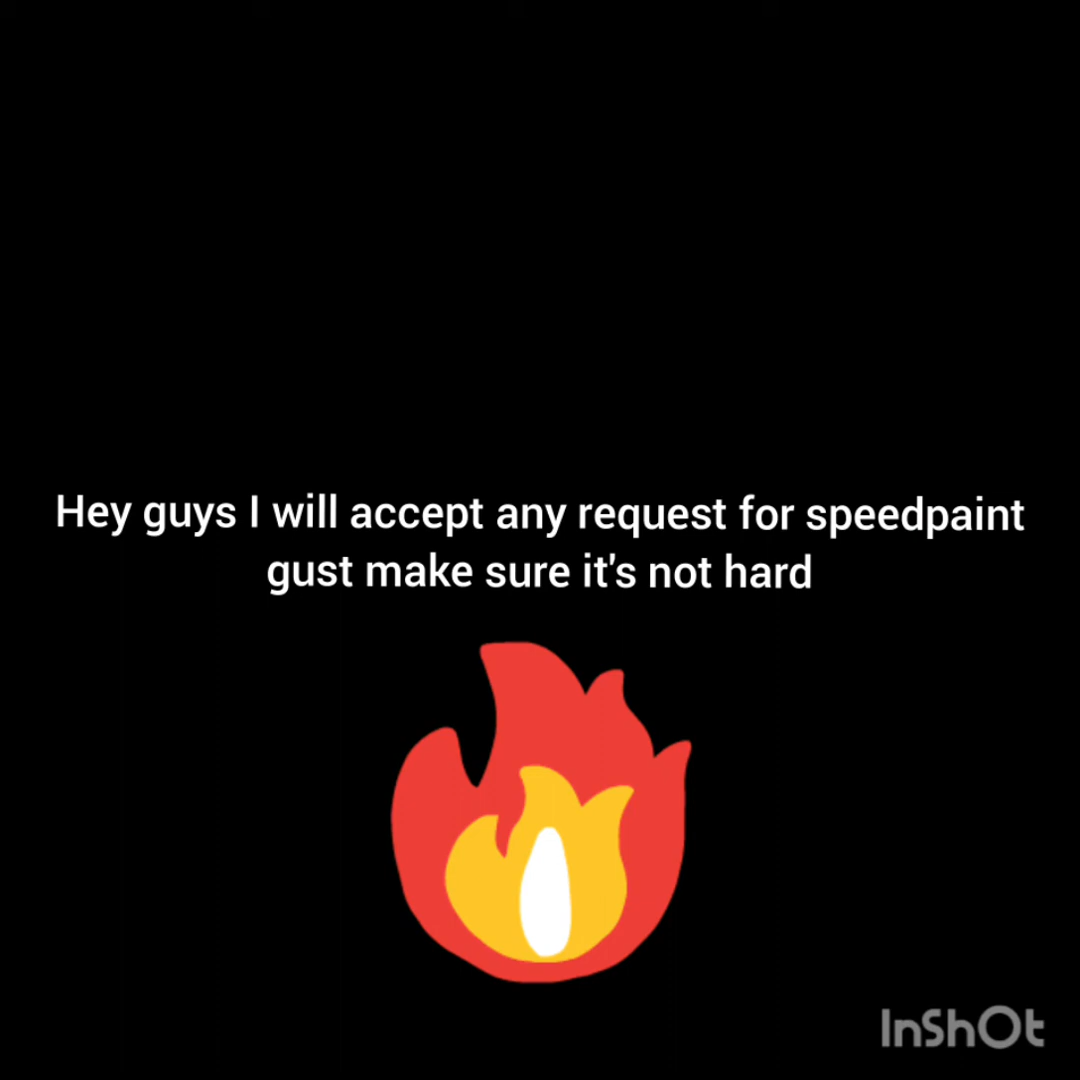 Hey guys I will accept any request for speedpaint
gust make sure it's not hard
InShOt